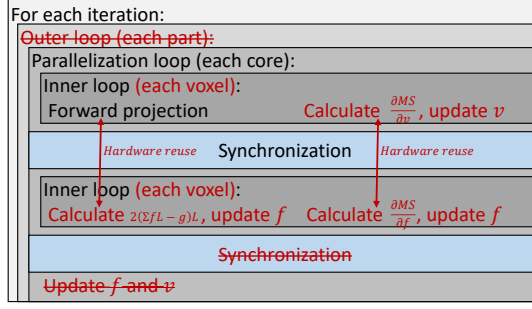 For each iteration:
Outer loop (each part):
Parallelization loop (each core):
Inner loop (each voxel):
Forward projection Calculate ∂MS/∂v, update v
Hardware reuse Synchronization Hardware reuse
Inner loop (each voxel):
Calculate 2(ΣfL − g)L, update f Calculate ∂MS/∂f, update f
Synchronization
Update f and v